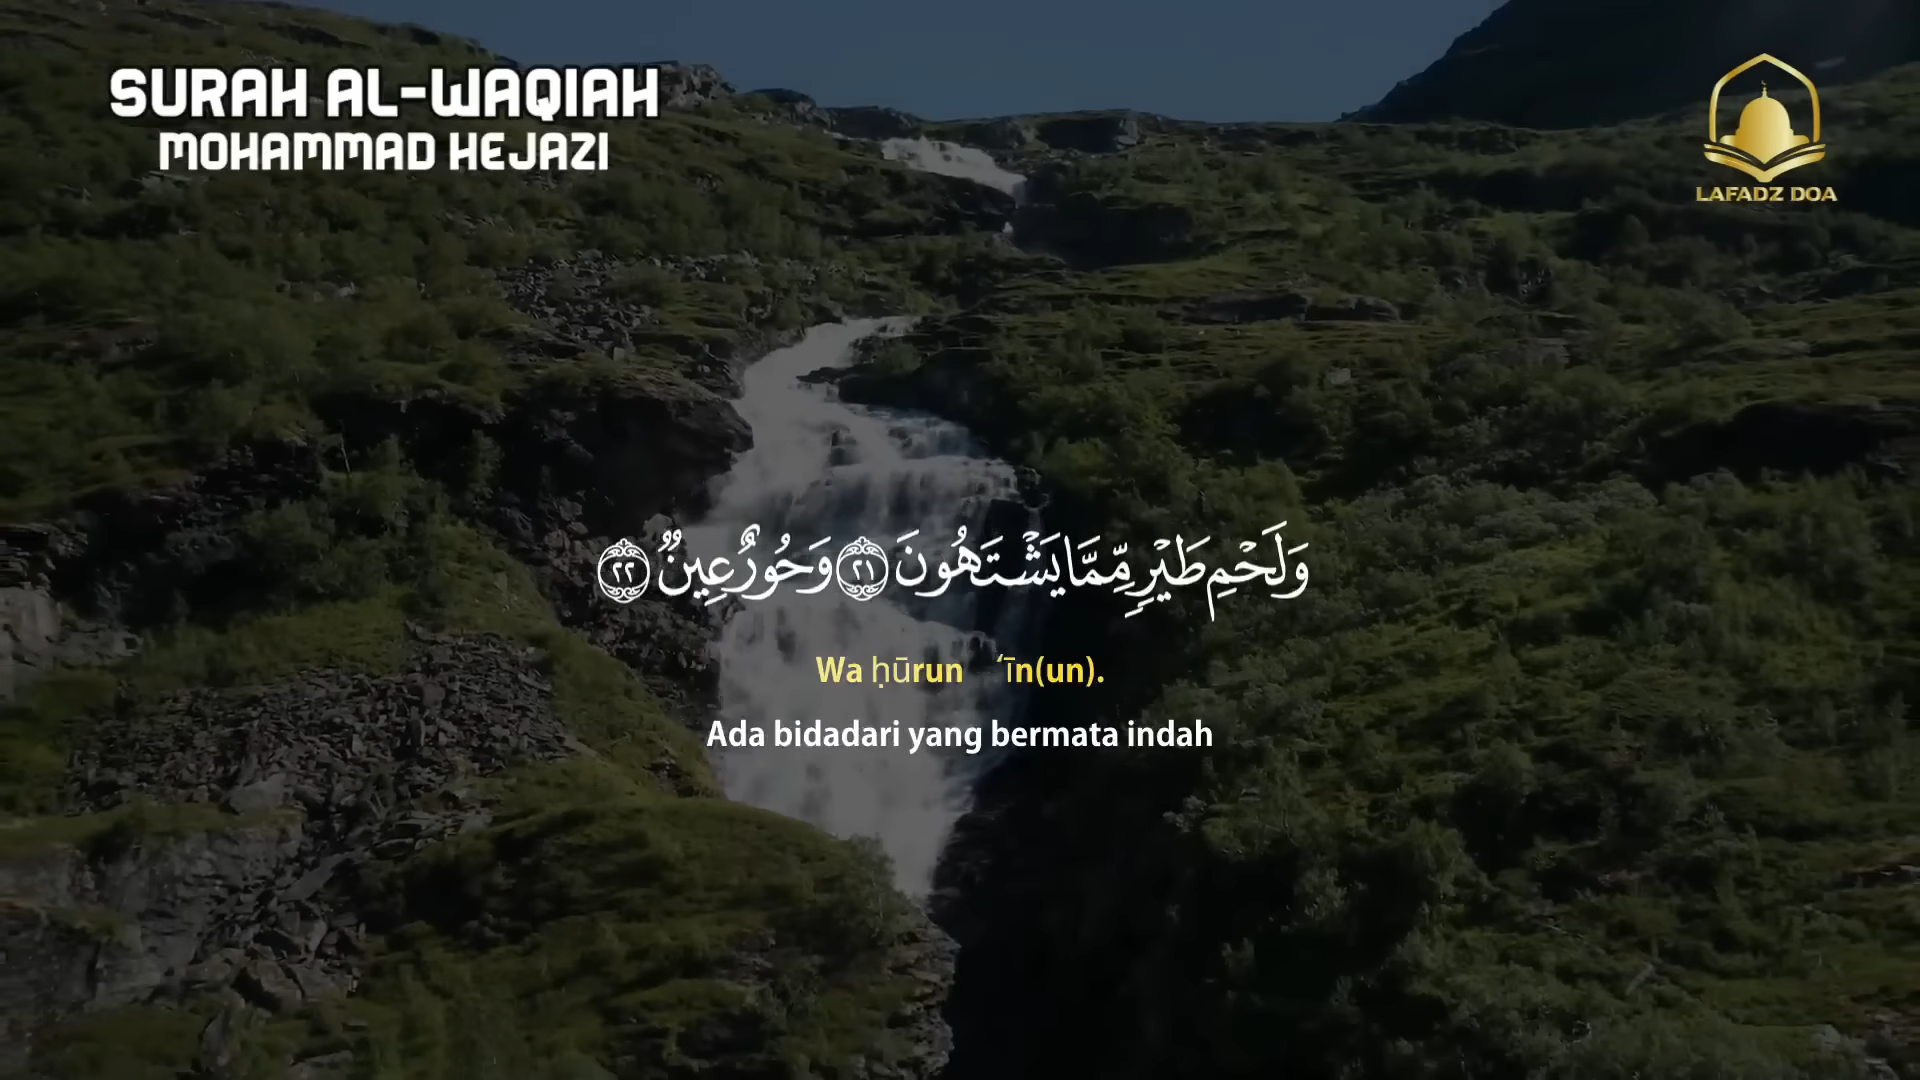 SURAH AL-WAQIAH
MOHAMMAD HEJAZI
LAFADZ DOA
وَلَحْمِ طَيْرٍ مِّمَّا يَشْتَهُونَ ٢١ وَحُورٌ عِينٌ ٢٢
Wa ḥūrun ‘īn(un).
Ada bidadari yang bermata indah